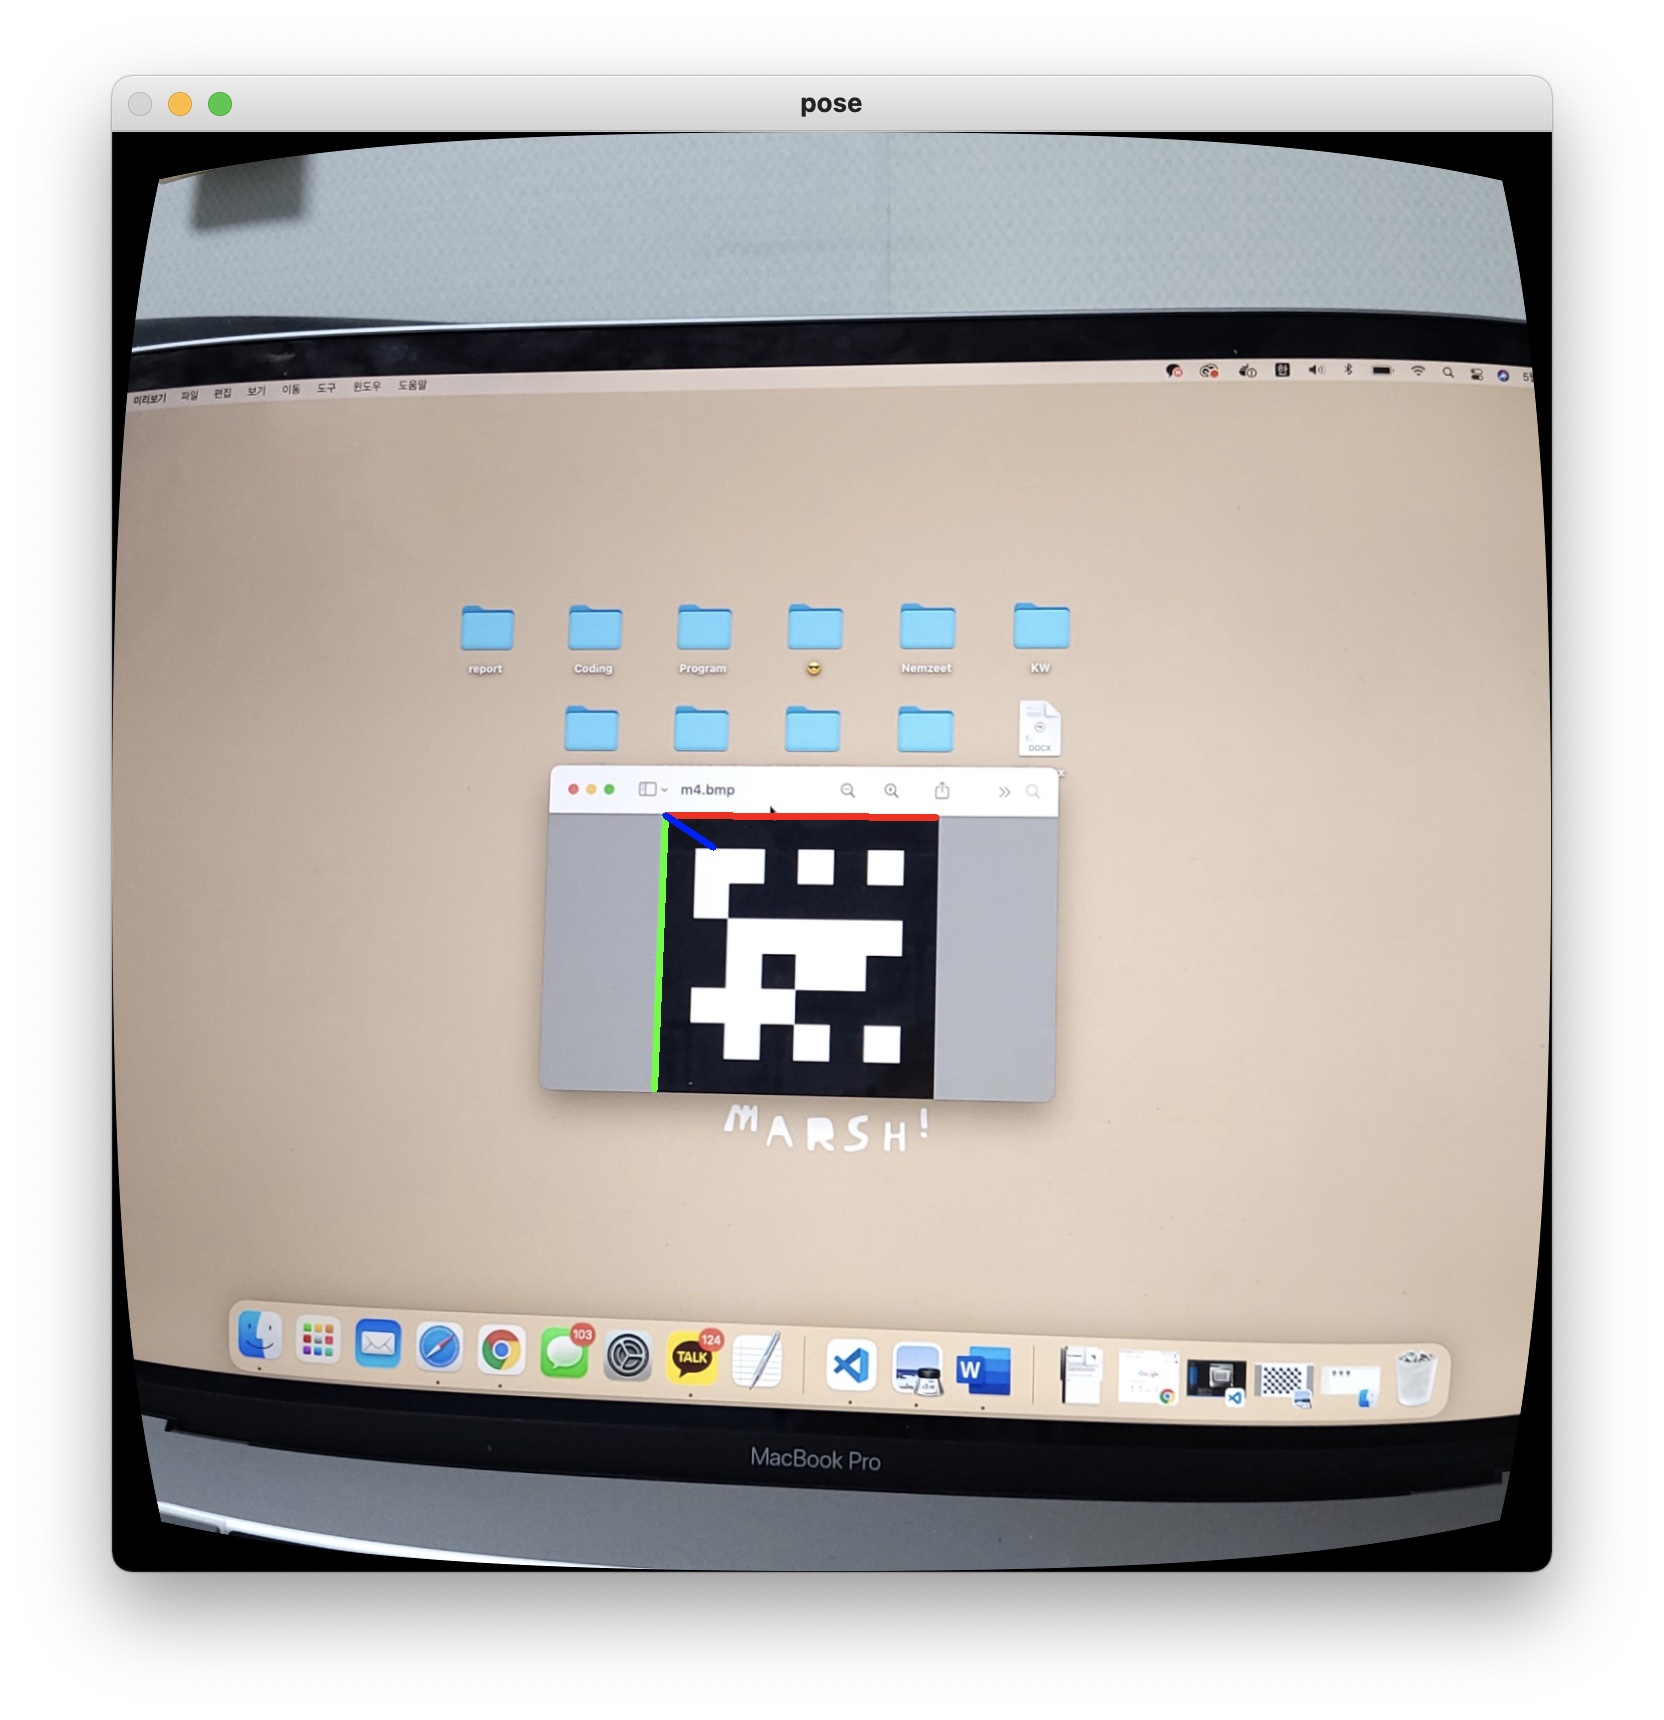 pose
미리보기 파일 편집 보기 이동 도구 윈도우 도움말
한
report Coding Program Nemzeet KW
DOCX
m4.bmp
MARSH!
103
124
TALK
W
MacBook Pro